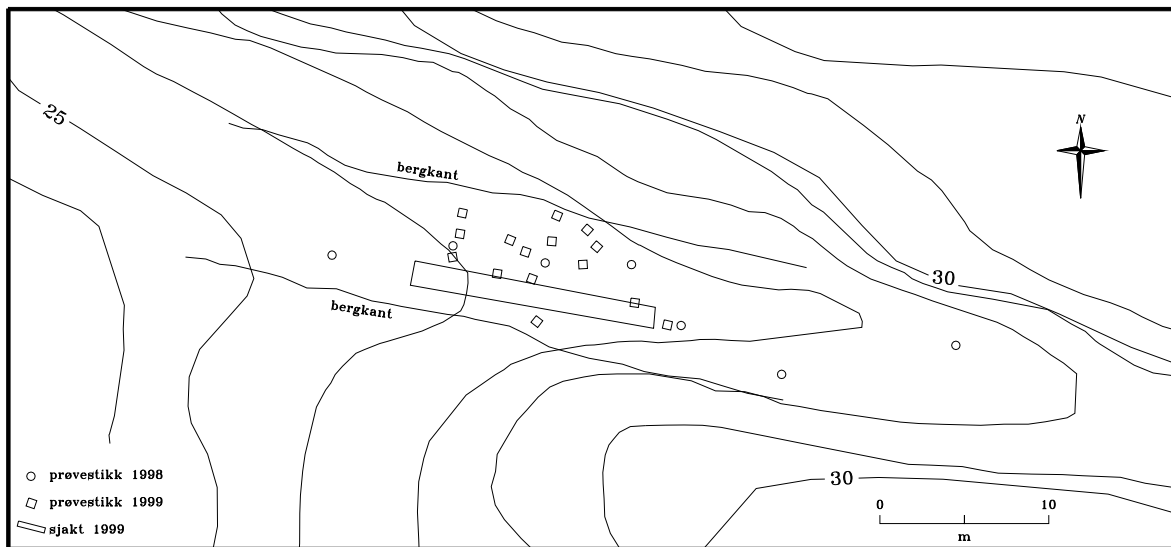 25
N
bergkant
30
bergkant
prøvestikk 1998
prøvestikk 1999
sjakt 1999
30
0 10
m